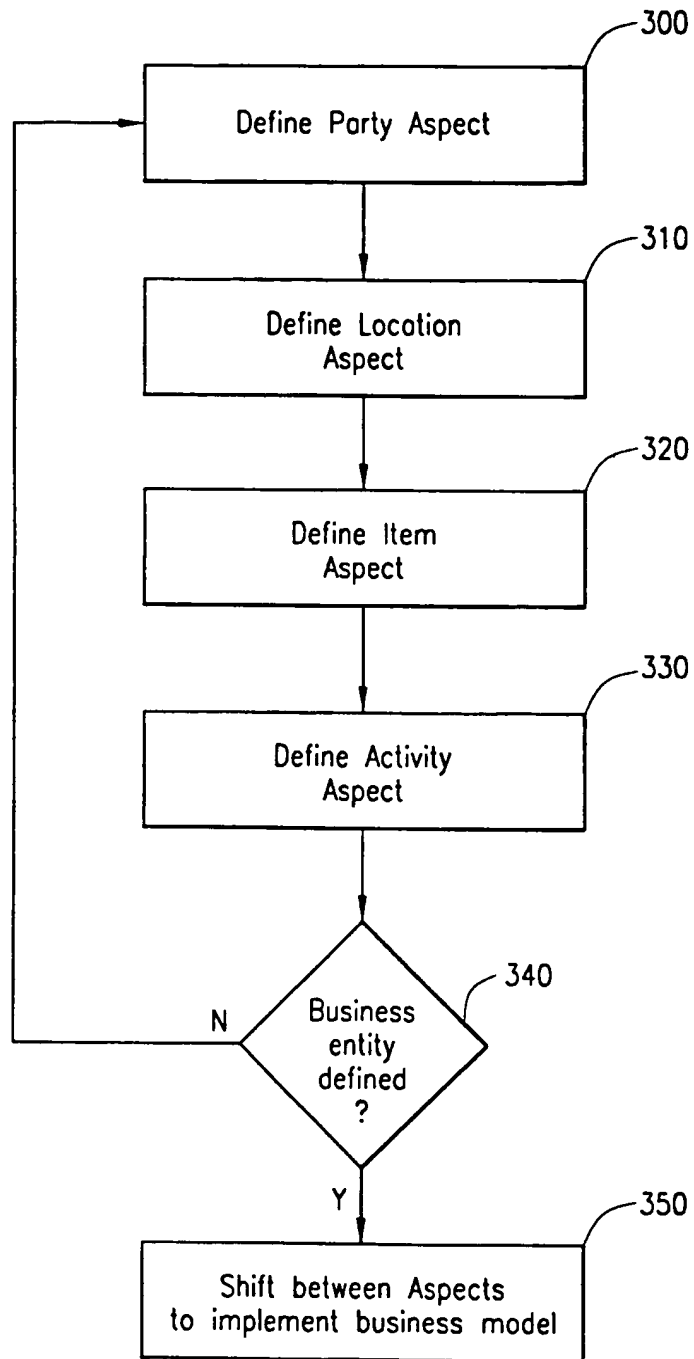 300
Define Party Aspect
310
Define Location
Aspect
320
Define Item
Aspect
330
Define Activity
Aspect
340
N
Business
entity
defined
?
Y
350
Shift between Aspects
to implement business model